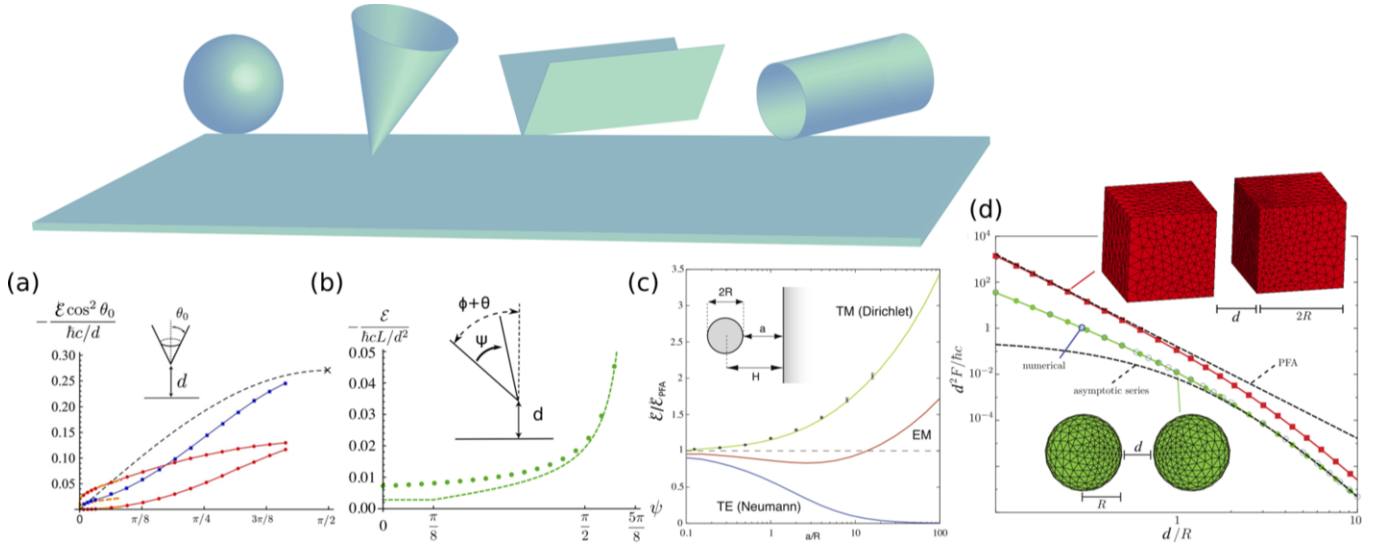 (a)
ℰ cos² θ₀
−
ħc/d
θ₀
d
0.30
0.25
0.20
0.15
0.10
0.05
0
π/8
π/4
3π/8
π/2
(b)
ℰ
−
ħcL/d²
ϕ+θ
ψ
d
0.05
0.04
0.03
0.02
0.01
0.00
0
π/8
π/2
5π/8
ψ
(c)
3.5
3
2.5
2
1.5
1
0.5
0
ℰ/ℰPFA
2R
a
H
TM (Dirichlet)
EM
TE (Neumann)
0.1
1
10
100
a/R
(d)
10⁴
10²
1
10⁻²
10⁻⁴
d²F/ħc
d
2R
numerical
PFA
asymptotic series
d
R
1
10
d/R